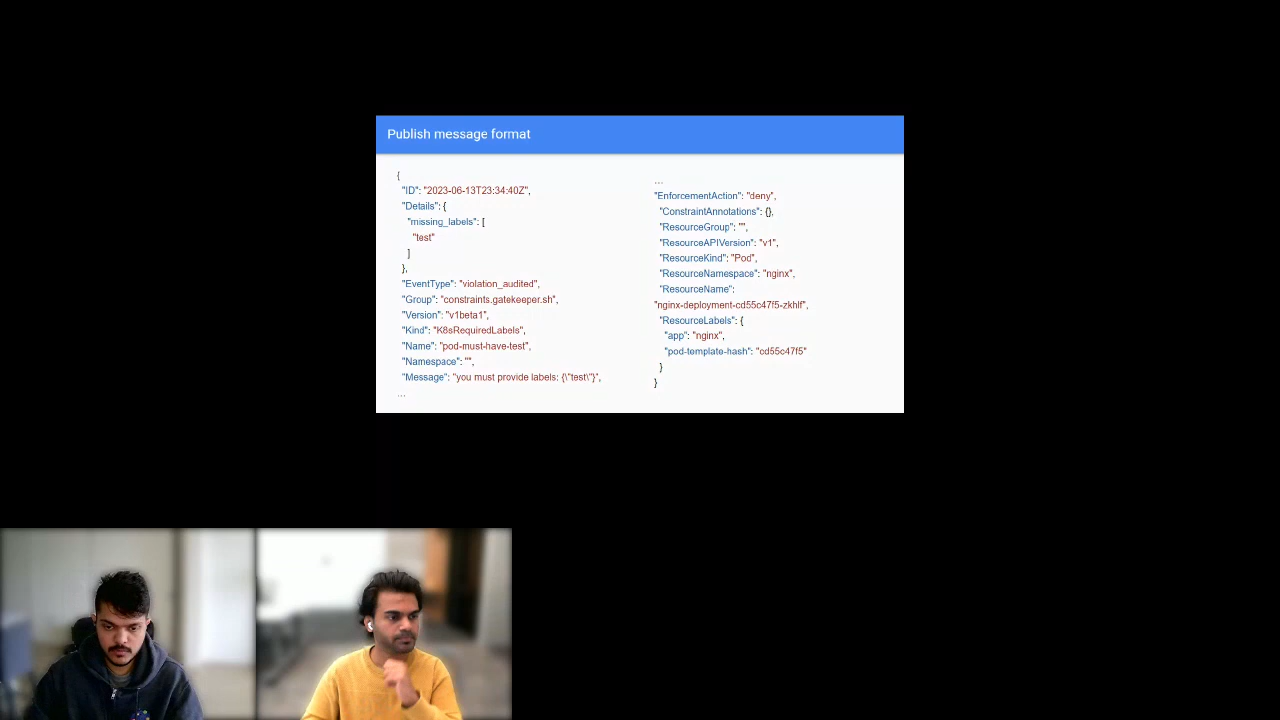 Publish message format
{
"ID": "2023-06-13T23:34:40Z",
"Details": {
"missing_labels": [
"test"
]
},
"EventType": "violation_audited",
"Group": "constraints.gatekeeper.sh",
"Version": "v1beta1",
"Kind": "K8sRequiredLabels",
"Name": "pod-must-have-test",
"Namespace": "",
"Message": "you must provide labels: {\"test\"}",
...
...
"EnforcementAction": "deny",
"ConstraintAnnotations": {},
"ResourceGroup": "",
"ResourceAPIVersion": "v1",
"ResourceKind": "Pod",
"ResourceNamespace": "nginx",
"ResourceName":
"nginx-deployment-cd55c47f5-zkhlf",
"ResourceLabels": {
"app": "nginx",
"pod-template-hash": "cd55c47f5"
}
}